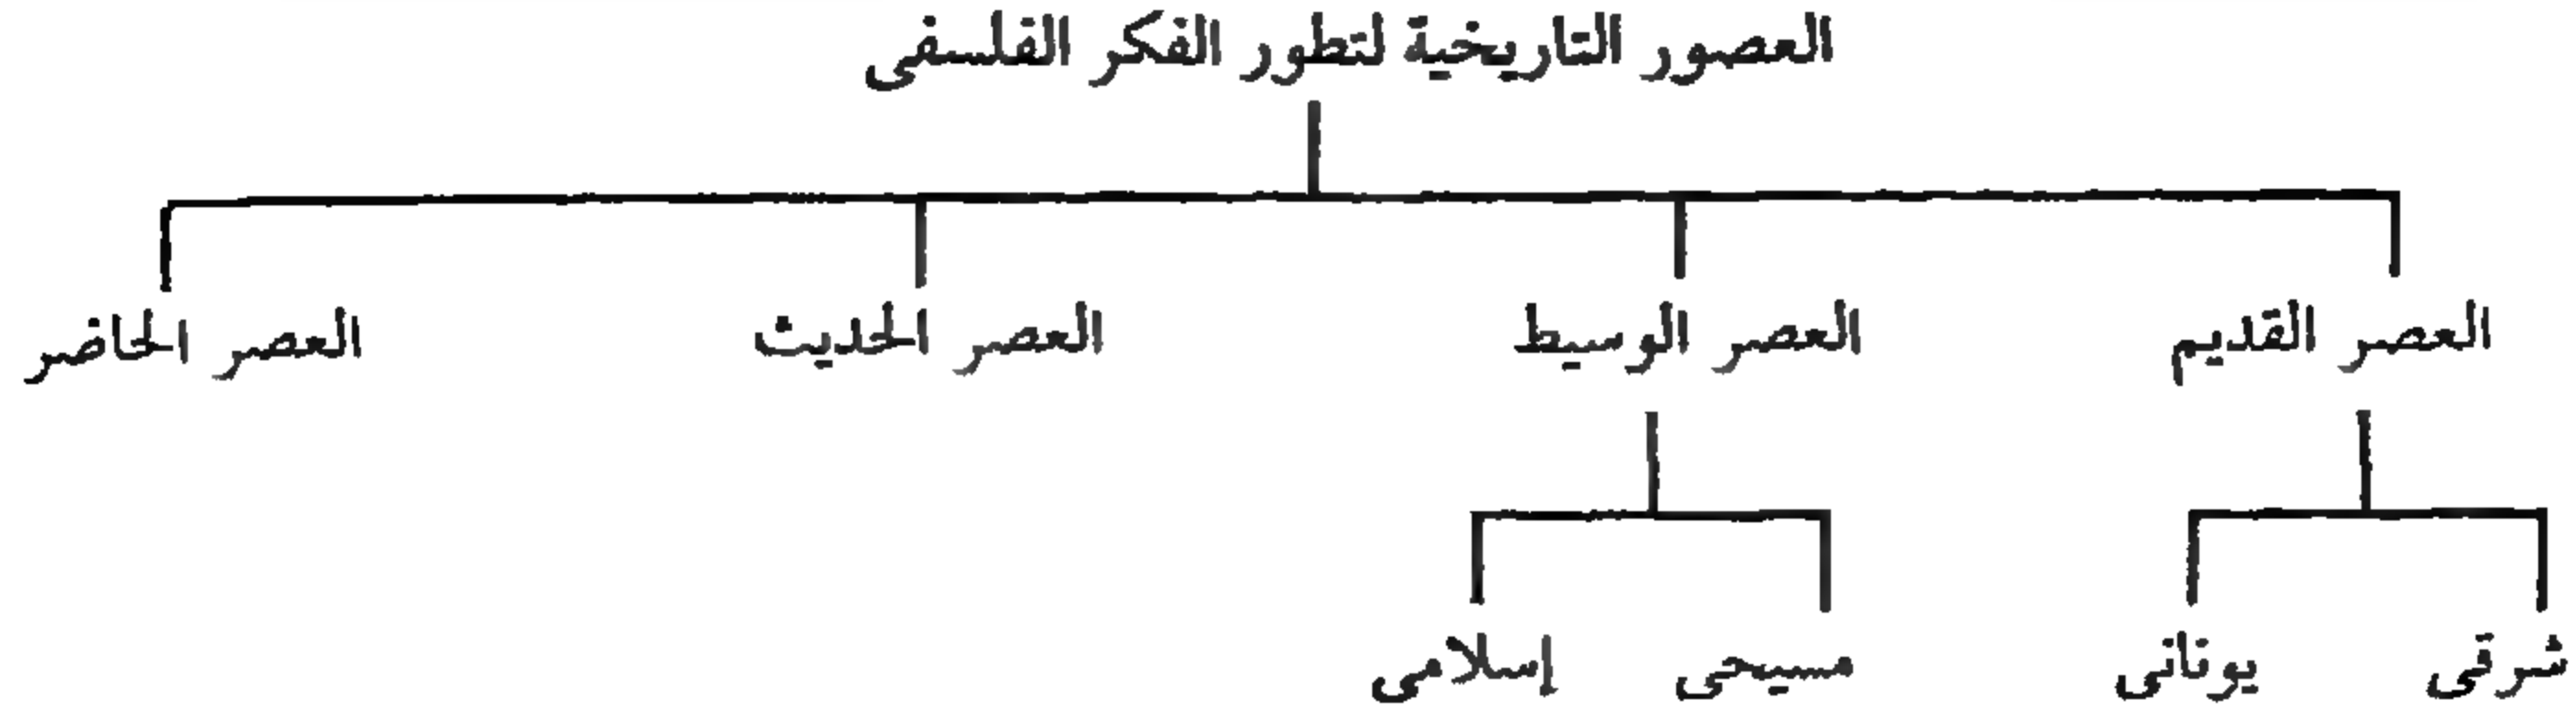 العصور التاريخية لتطور الفكر الفلسفى
العصر القديم العصر الوسيط العصر الحديث العصر الحاضر
شرقى يونانى مسيحى إسلامى